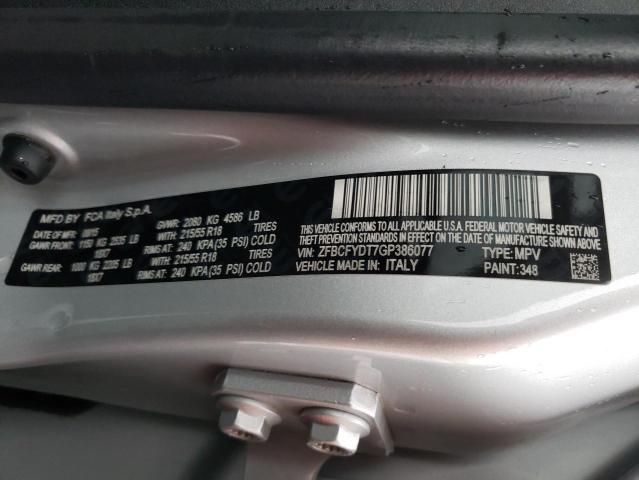 MFD BY FCA Italy S.p.A. GVWR: 2080 KG 4586 LB
DATE OF MFR: 0915 TIRES
GAWR FRONT: 1150 KG 2535 LB WITH: 215/55 R18
18X7 RIMS AT: 240 KPA(35 PSI) COLD
GAWR REAR: 1000 KG 2205 LB TIRES WITH: 215/55 R18
18X7 RIMS AT: 240 KPA(35 PSI) COLD
THIS VEHICLE CONFORMS TO ALL APPLICABLE U.S.A. FEDERAL MOTOR VEHICLE
SAFETY, BUMPER, AND THEFT PREVENTION STANDARDS IN EFFECT ON THE DATE OF MANUFACTURE SHOWN ABOVE
VIN: ZFBCFYDT7GP386077 TYPE: MPV
VEHICLE MADE IN: ITALY PAINT: 348